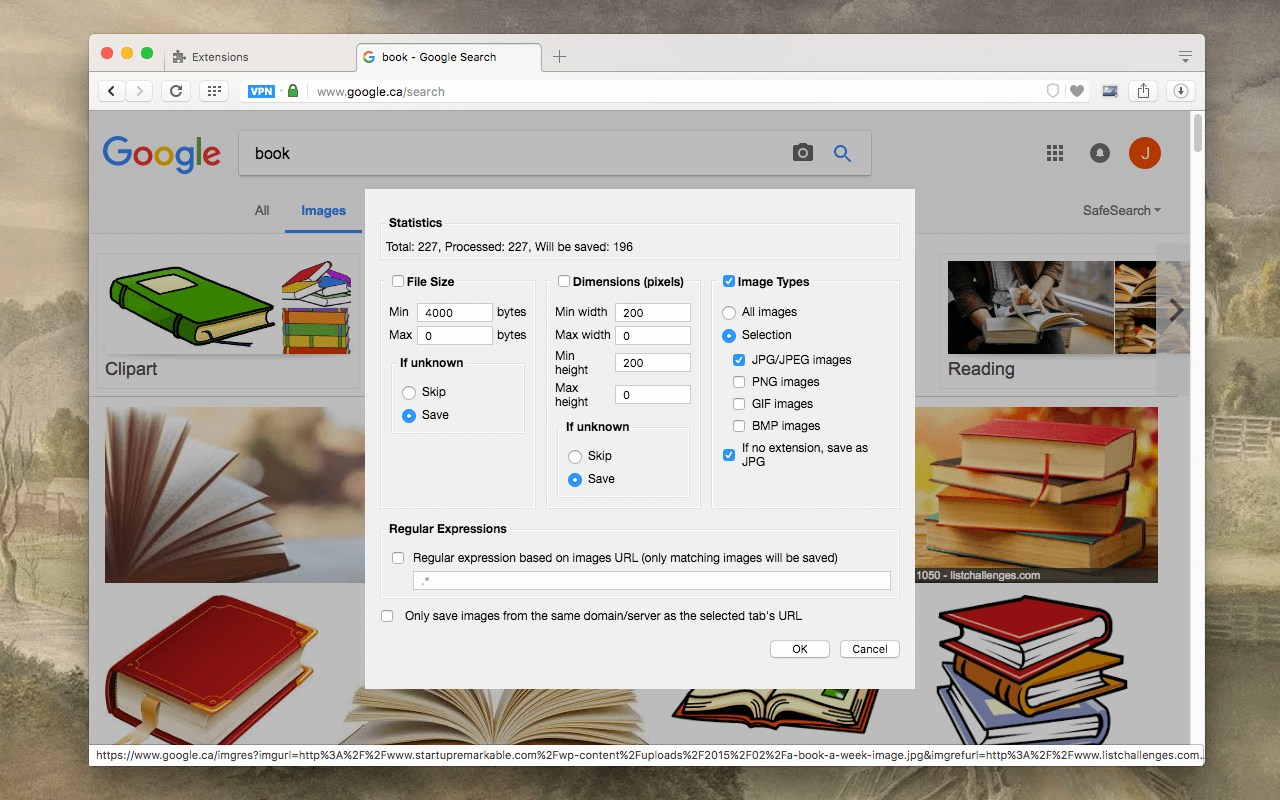 Extensions
book - Google Search
VPN
www.google.ca/search
Google
book
J
All
Images
SafeSearch
Statistics
Total: 227, Processed: 227, Will be saved: 196
File Size
Min 4000 bytes
Max 0 bytes
If unknown
Skip
Save
Dimensions (pixels)
Min width 200
Max width 0
Min height 200
Max height 0
If unknown
Skip
Save
Image Types
All images
Selection
JPG/JPEG images
PNG images
GIF images
BMP images
If no extension, save as
JPG
Clipart
Reading
Regular Expressions
Regular expression based on images URL (only matching images will be saved)
.*
1050 - listchallenges.com
Only save images from the same domain/server as the selected tab's URL
OK
Cancel
https://www.google.ca/imgres?imgurl=http%3A%2F%2Fwww.startupremarkable.com%2Fwp-content%2Fuploads%2F2015%2F02%2Fa-book-a-week-image.jpg&imgrefurl=http%3A%2F%2Fwww.listchallenges.com...